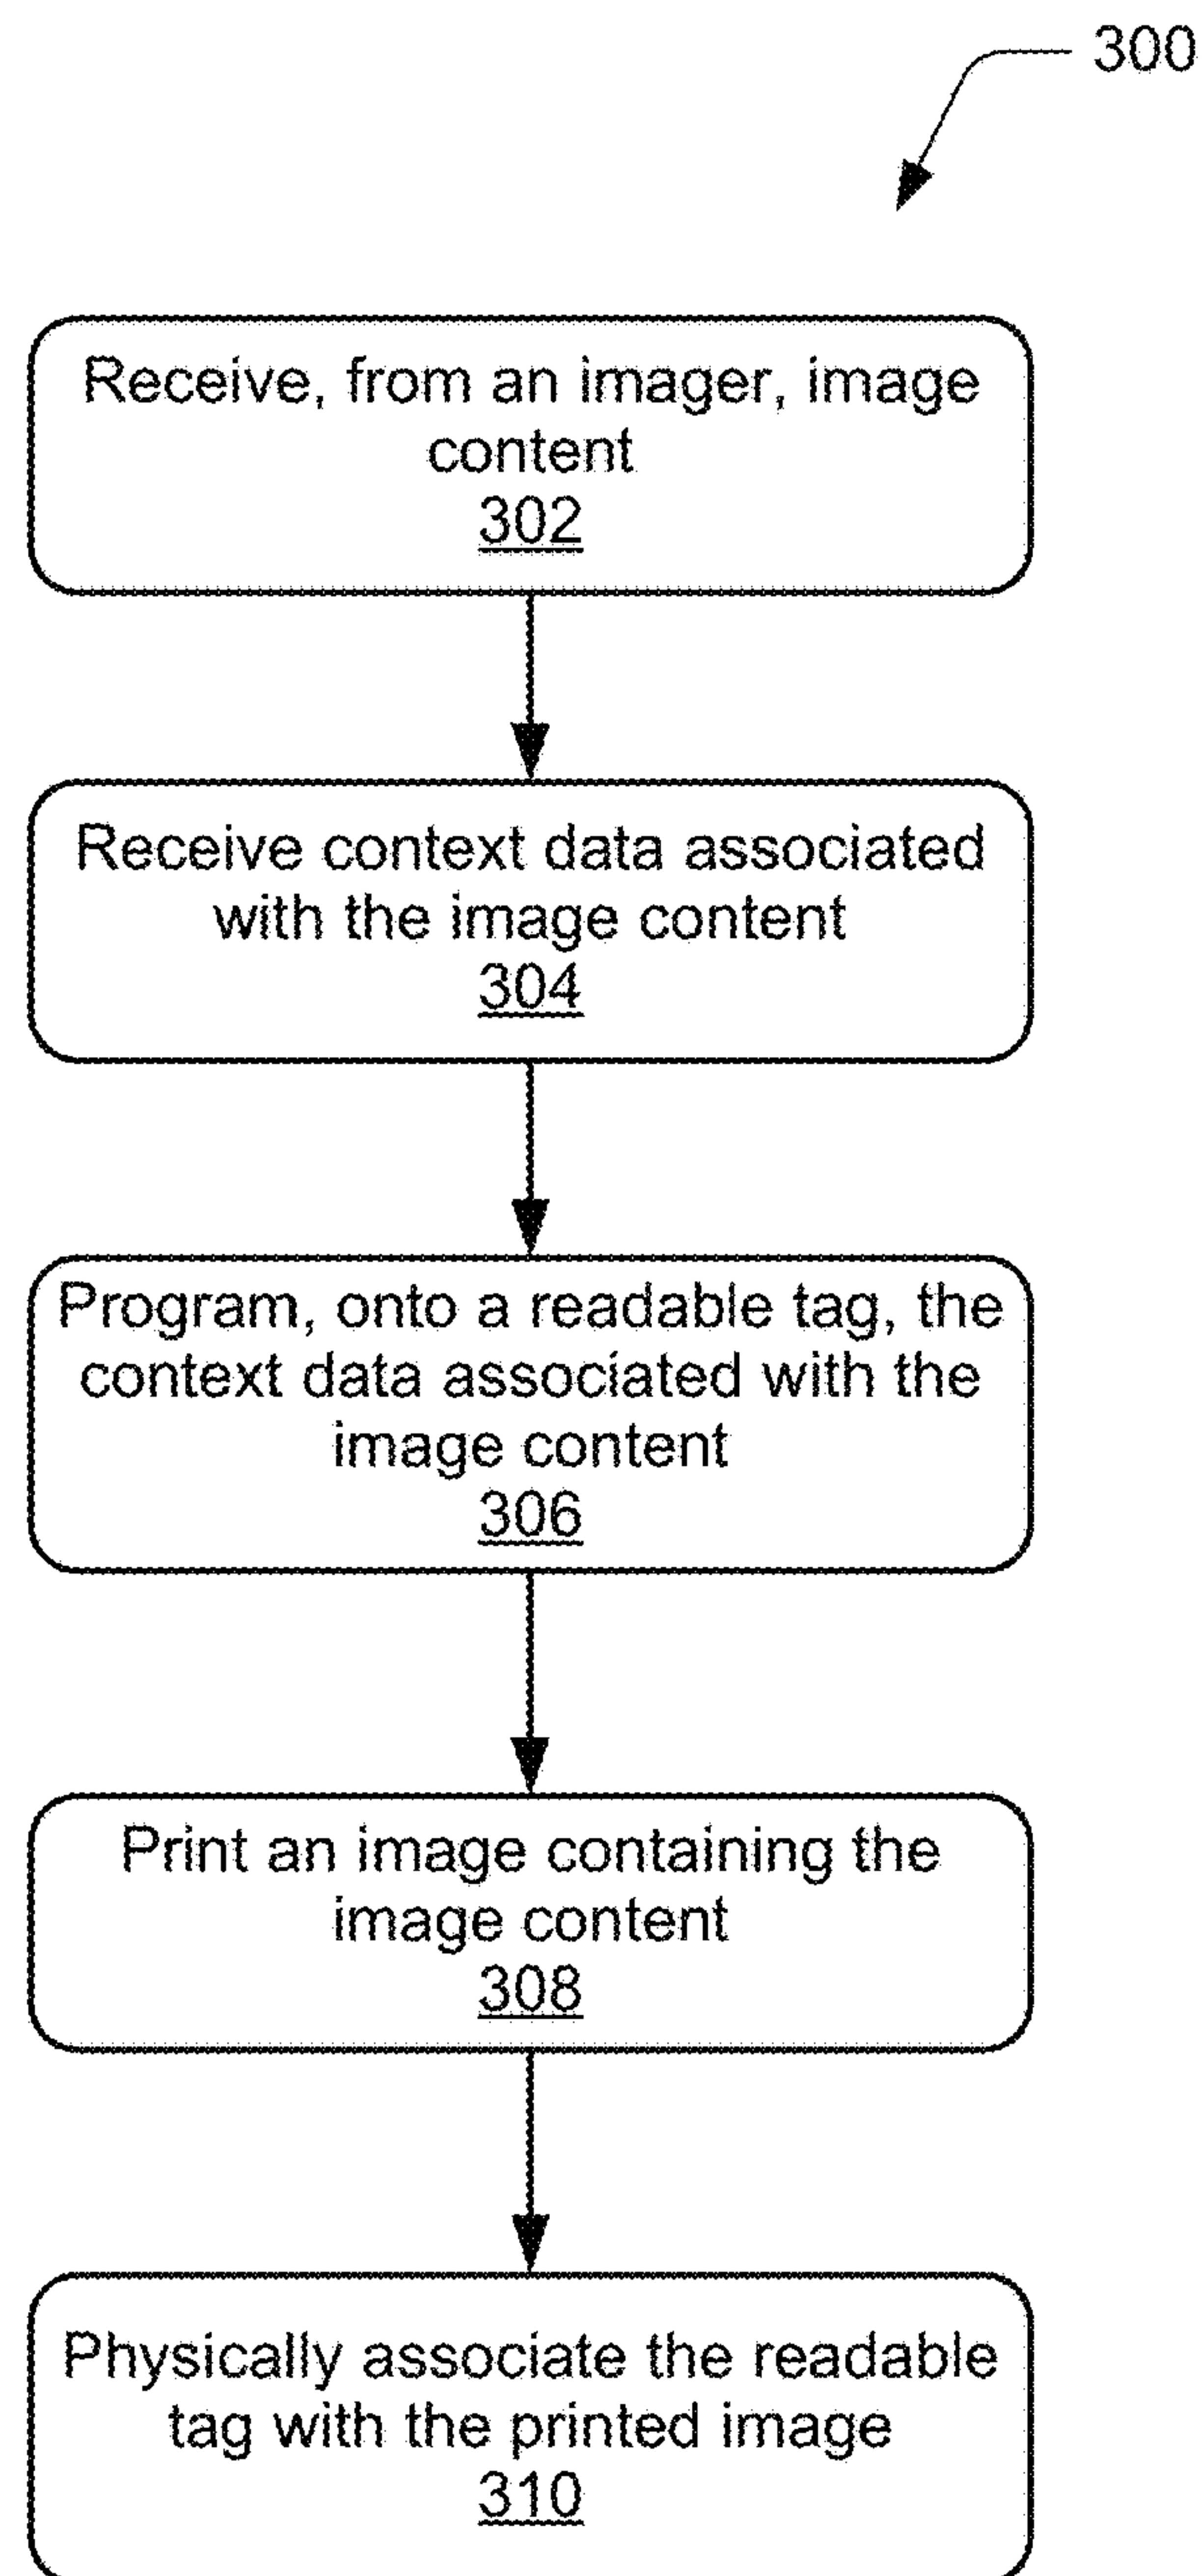 300
Receive, from an imager, image
content
302
Receive context data associated
with the image content
304
Program, onto a readable tag, the
context data associated with the
image content
306
Print an image containing the
image content
308
Physically associate the readable
tag with the printed image
310